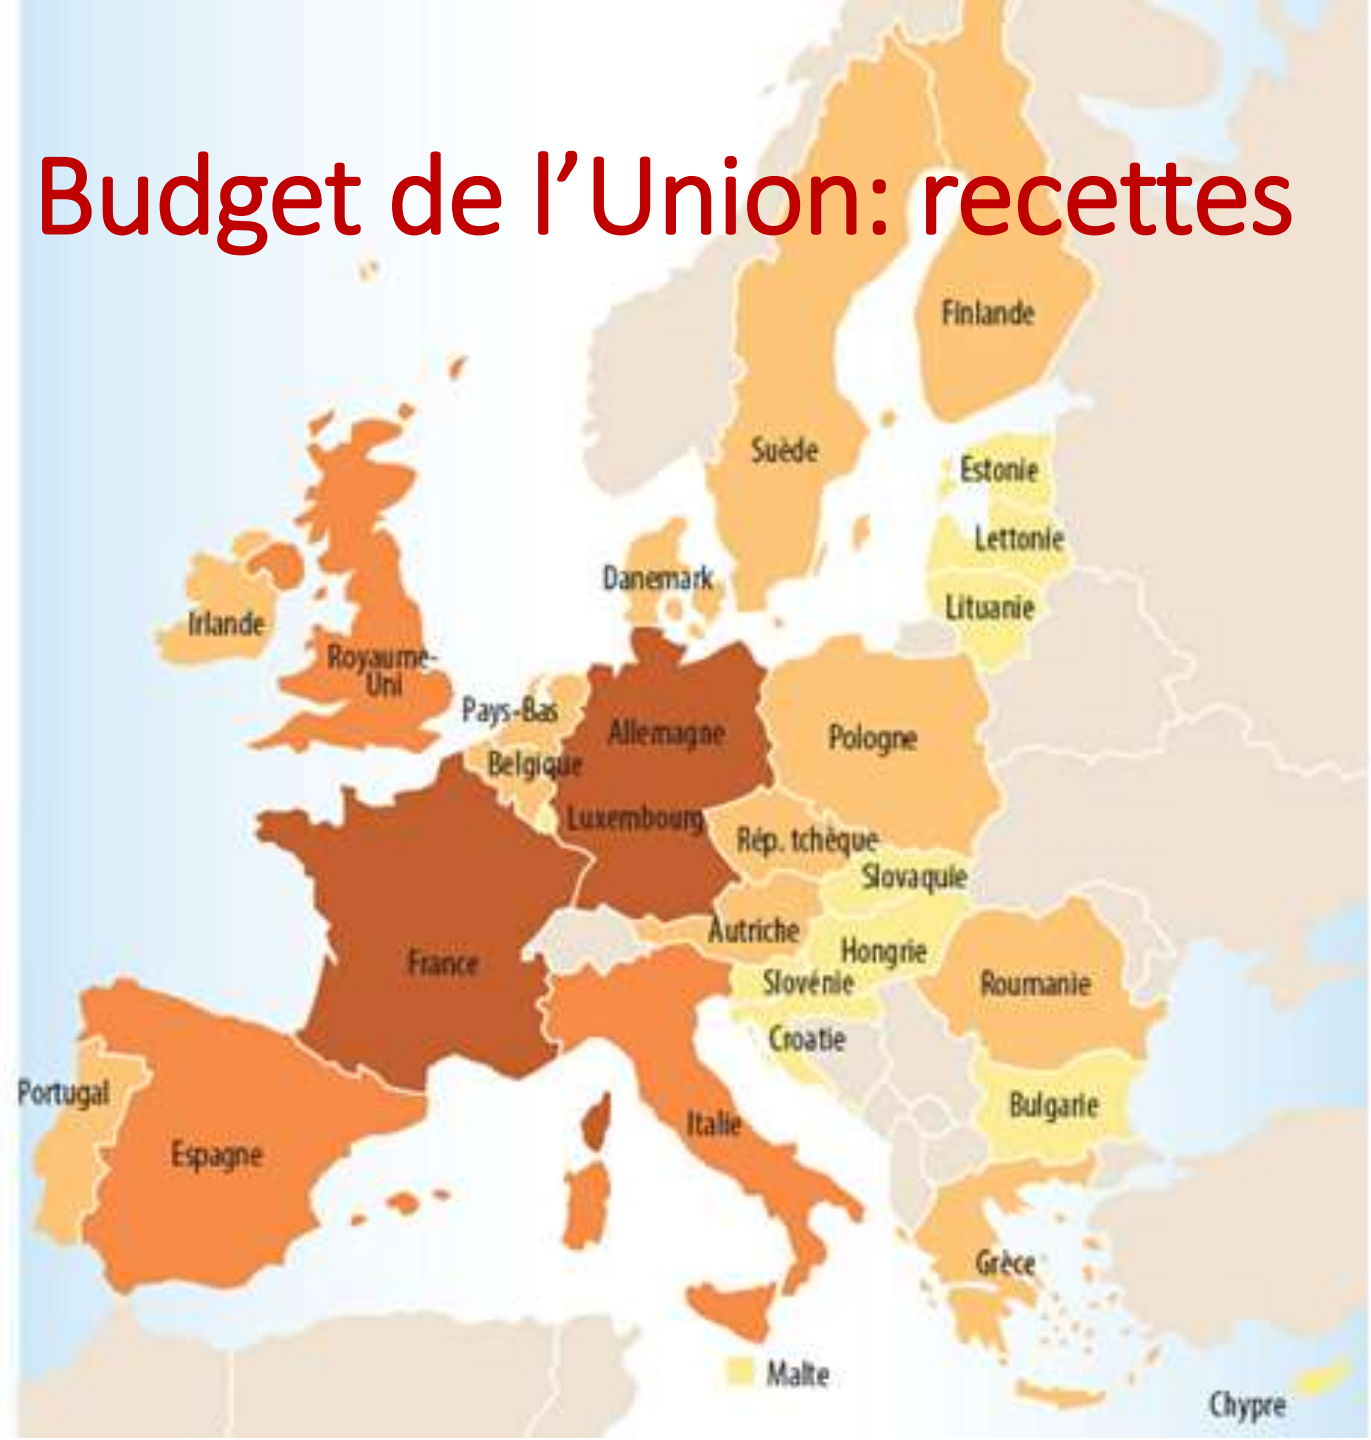 Budget de l’Union: recettes
Finlande
Suède
Estonie
Lettonie
Danemark
Lituanie
Irlande
Royaume-
Uni
Pays-Bas
Allemagne
Pologne
Belgique
Luxembourg
Rép. tchèque
Slovaquie
Autriche
Hongrie
France
Slovénie
Roumanie
Croatie
Portugal
Bulgarie
Italie
Espagne
Grèce
Malte
Chypre